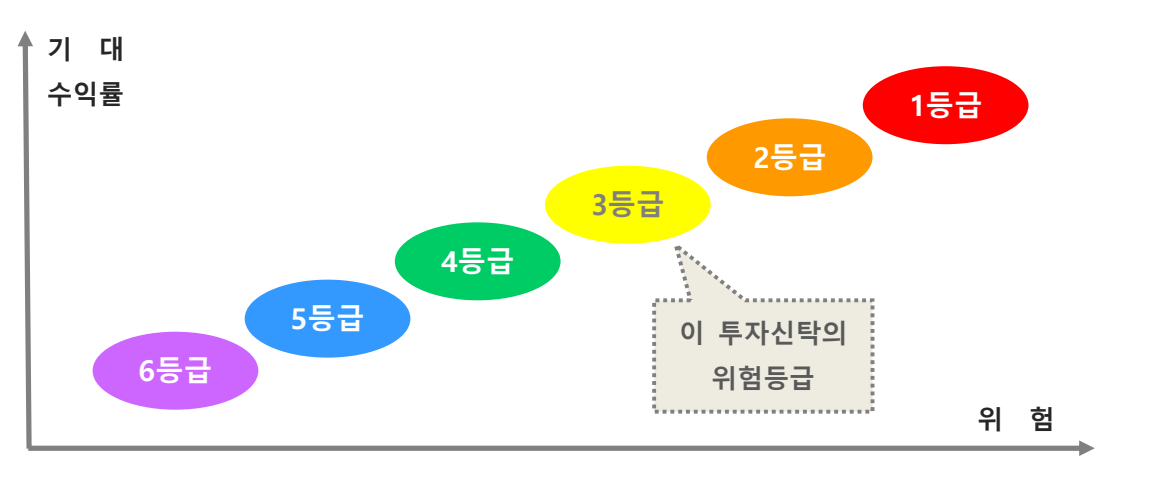 기 대
수익률
1등급
2등급
3등급
4등급
5등급
6등급
이 투자신탁의
위험등급
위 험